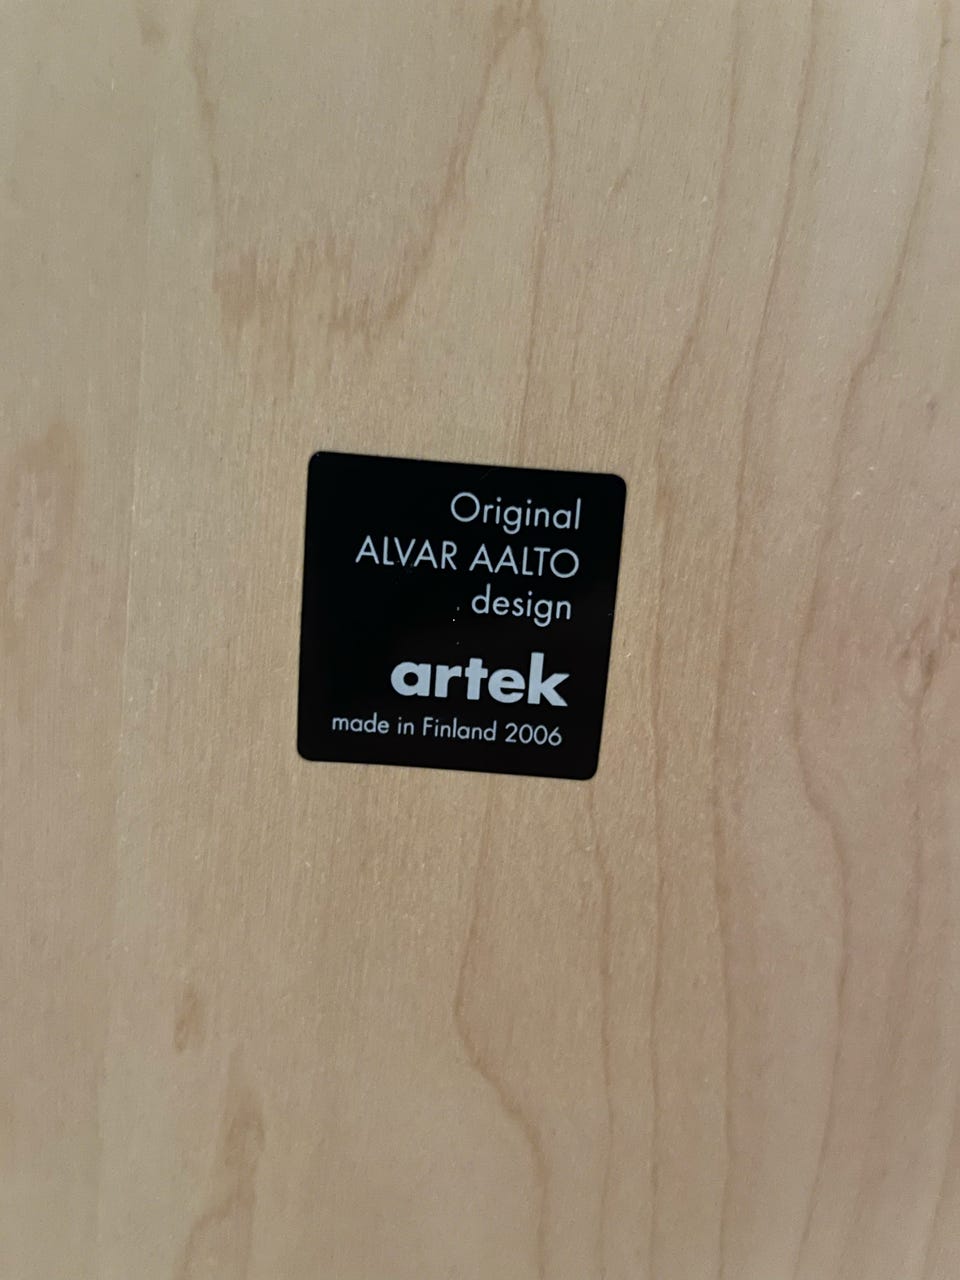 Original
ALVAR AALTO
design
artek
made in Finland 2006